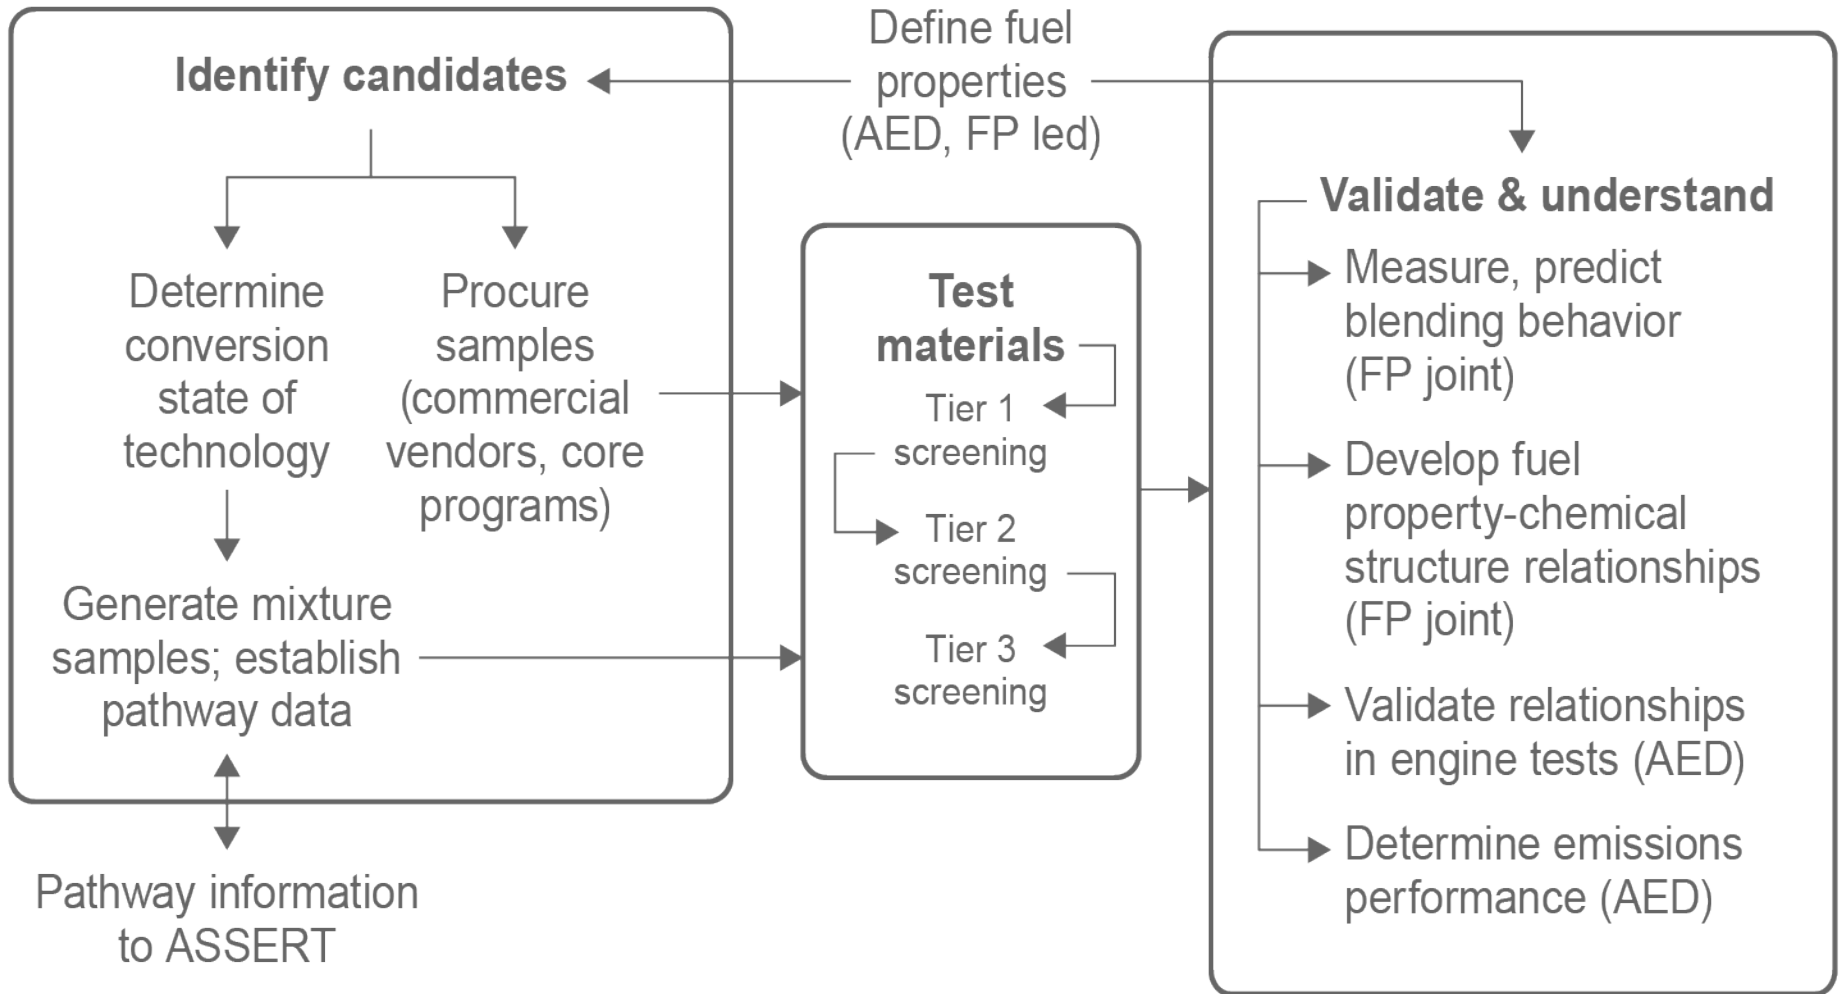 Define fuel
properties
(AED, FP led)
Identify candidates
Determine
conversion
state of
technology
Procure
samples
(commercial
vendors, core
programs)
Generate mixture
samples; establish
pathway data
Pathway information
to ASSERT
Test
materials
Tier 1
screening
Tier 2
screening
Tier 3
screening
Validate & understand
Measure, predict
blending behavior
(FP joint)
Develop fuel
property-chemical
structure relationships
(FP joint)
Validate relationships
in engine tests (AED)
Determine emissions
performance (AED)